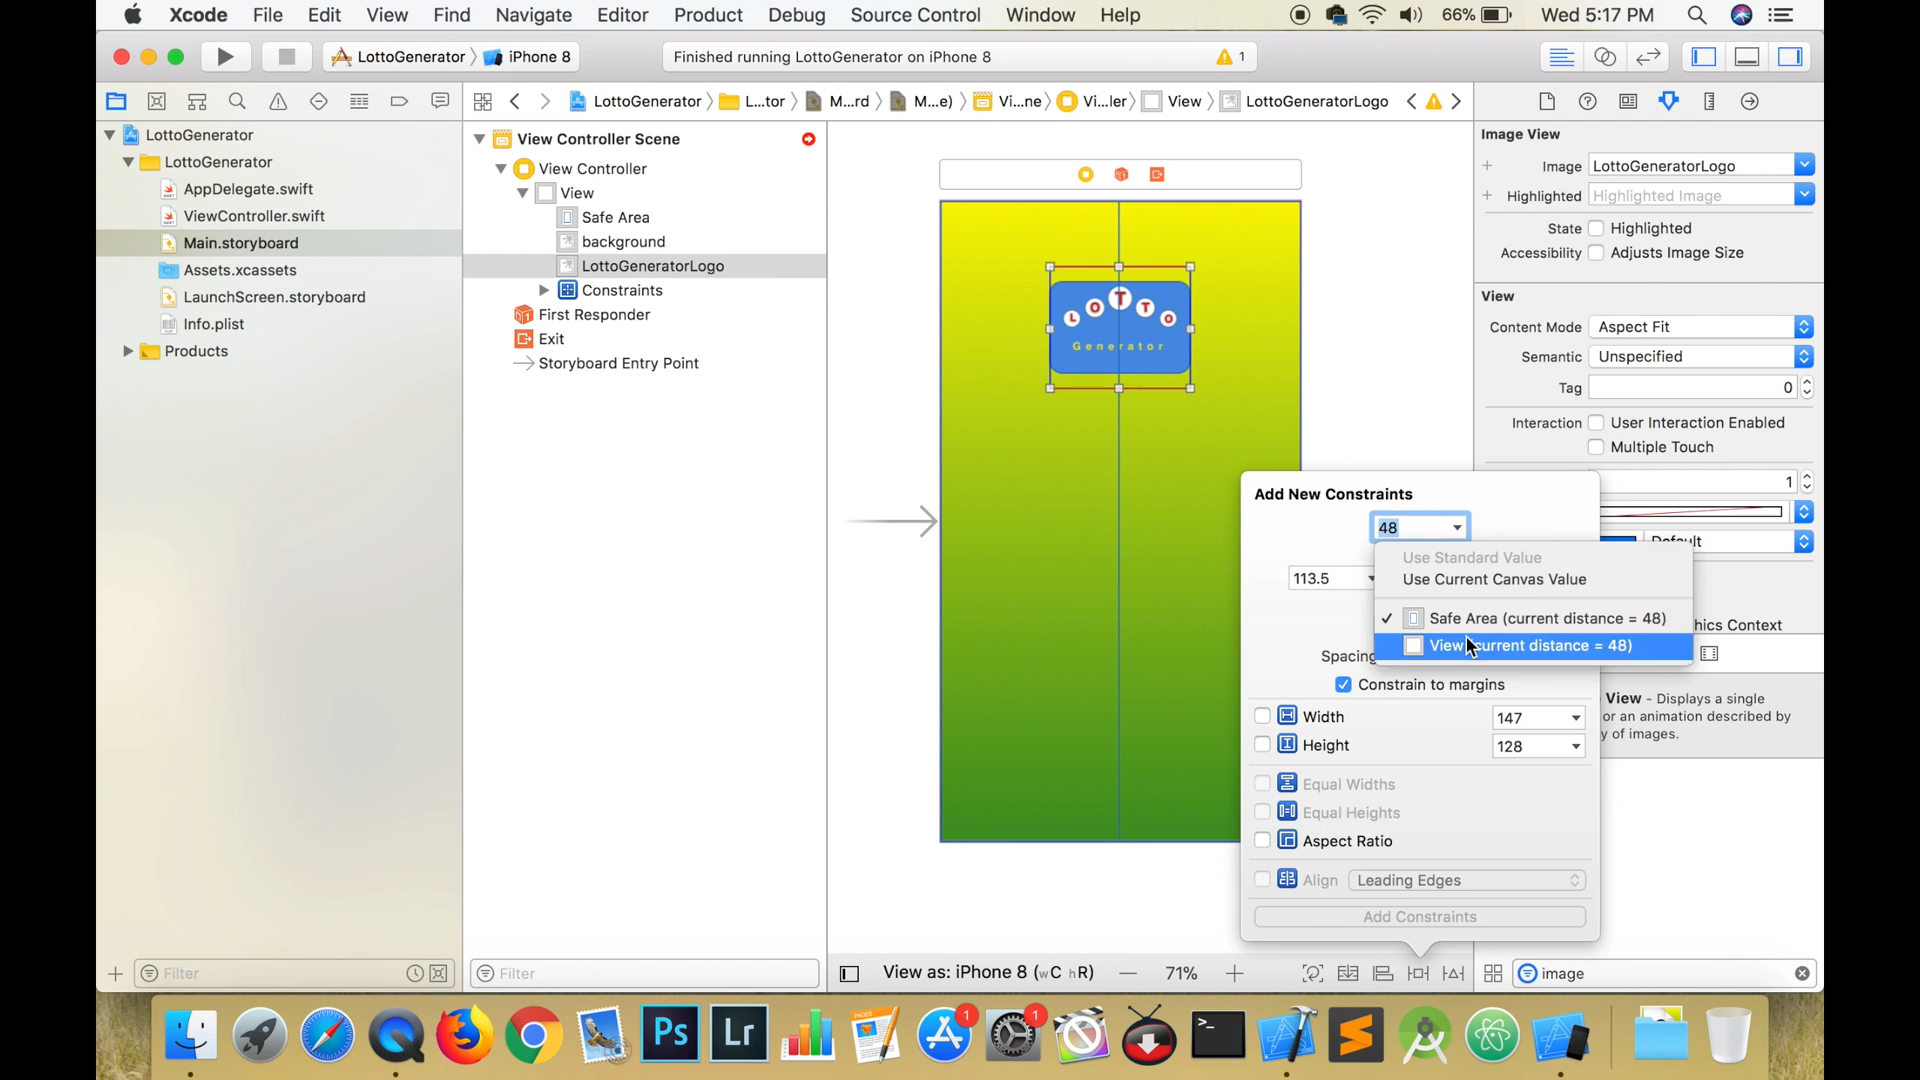 Xcode File Edit View Find Navigate Editor Product Debug Source Control Window Help 66% Wed 5:17 PM
LottoGenerator iPhone 8 Finished running LottoGenerator on iPhone 8 1
LottoGenerator L...tor M...rd M...e) Vi...ne Vi...ler View LottoGeneratorLogo
LottoGenerator
LottoGenerator
AppDelegate.swift
ViewController.swift
Main.storyboard
Assets.xcassets
LaunchScreen.storyboard
Info.plist
Products
Filter
View Controller Scene
View Controller
View
Safe Area
background
LottoGeneratorLogo
Constraints
First Responder
Exit
Storyboard Entry Point
Filter
L O T T O
Generator
View as: iPhone 8 (wC hR) 71%
Add New Constraints
48
Use Standard Value
Use Current Canvas Value
113.5
Safe Area (current distance = 48)
Spacing
Constrain to margins
Width 147
Height 128
Equal Widths
Equal Heights
Aspect Ratio
Align Leading Edges
Add Constraints
Image View
Image LottoGeneratorLogo
Highlighted Highlighted Image
State Highlighted
Accessibility Adjusts Image Size
View
Content Mode Aspect Fit
Semantic Unspecified
Tag 0
Interaction User Interaction Enabled
Multiple Touch
1
Default
hics Context
View - Displays a single
or an animation described by
y of images.
image
Ps Lr 1 1